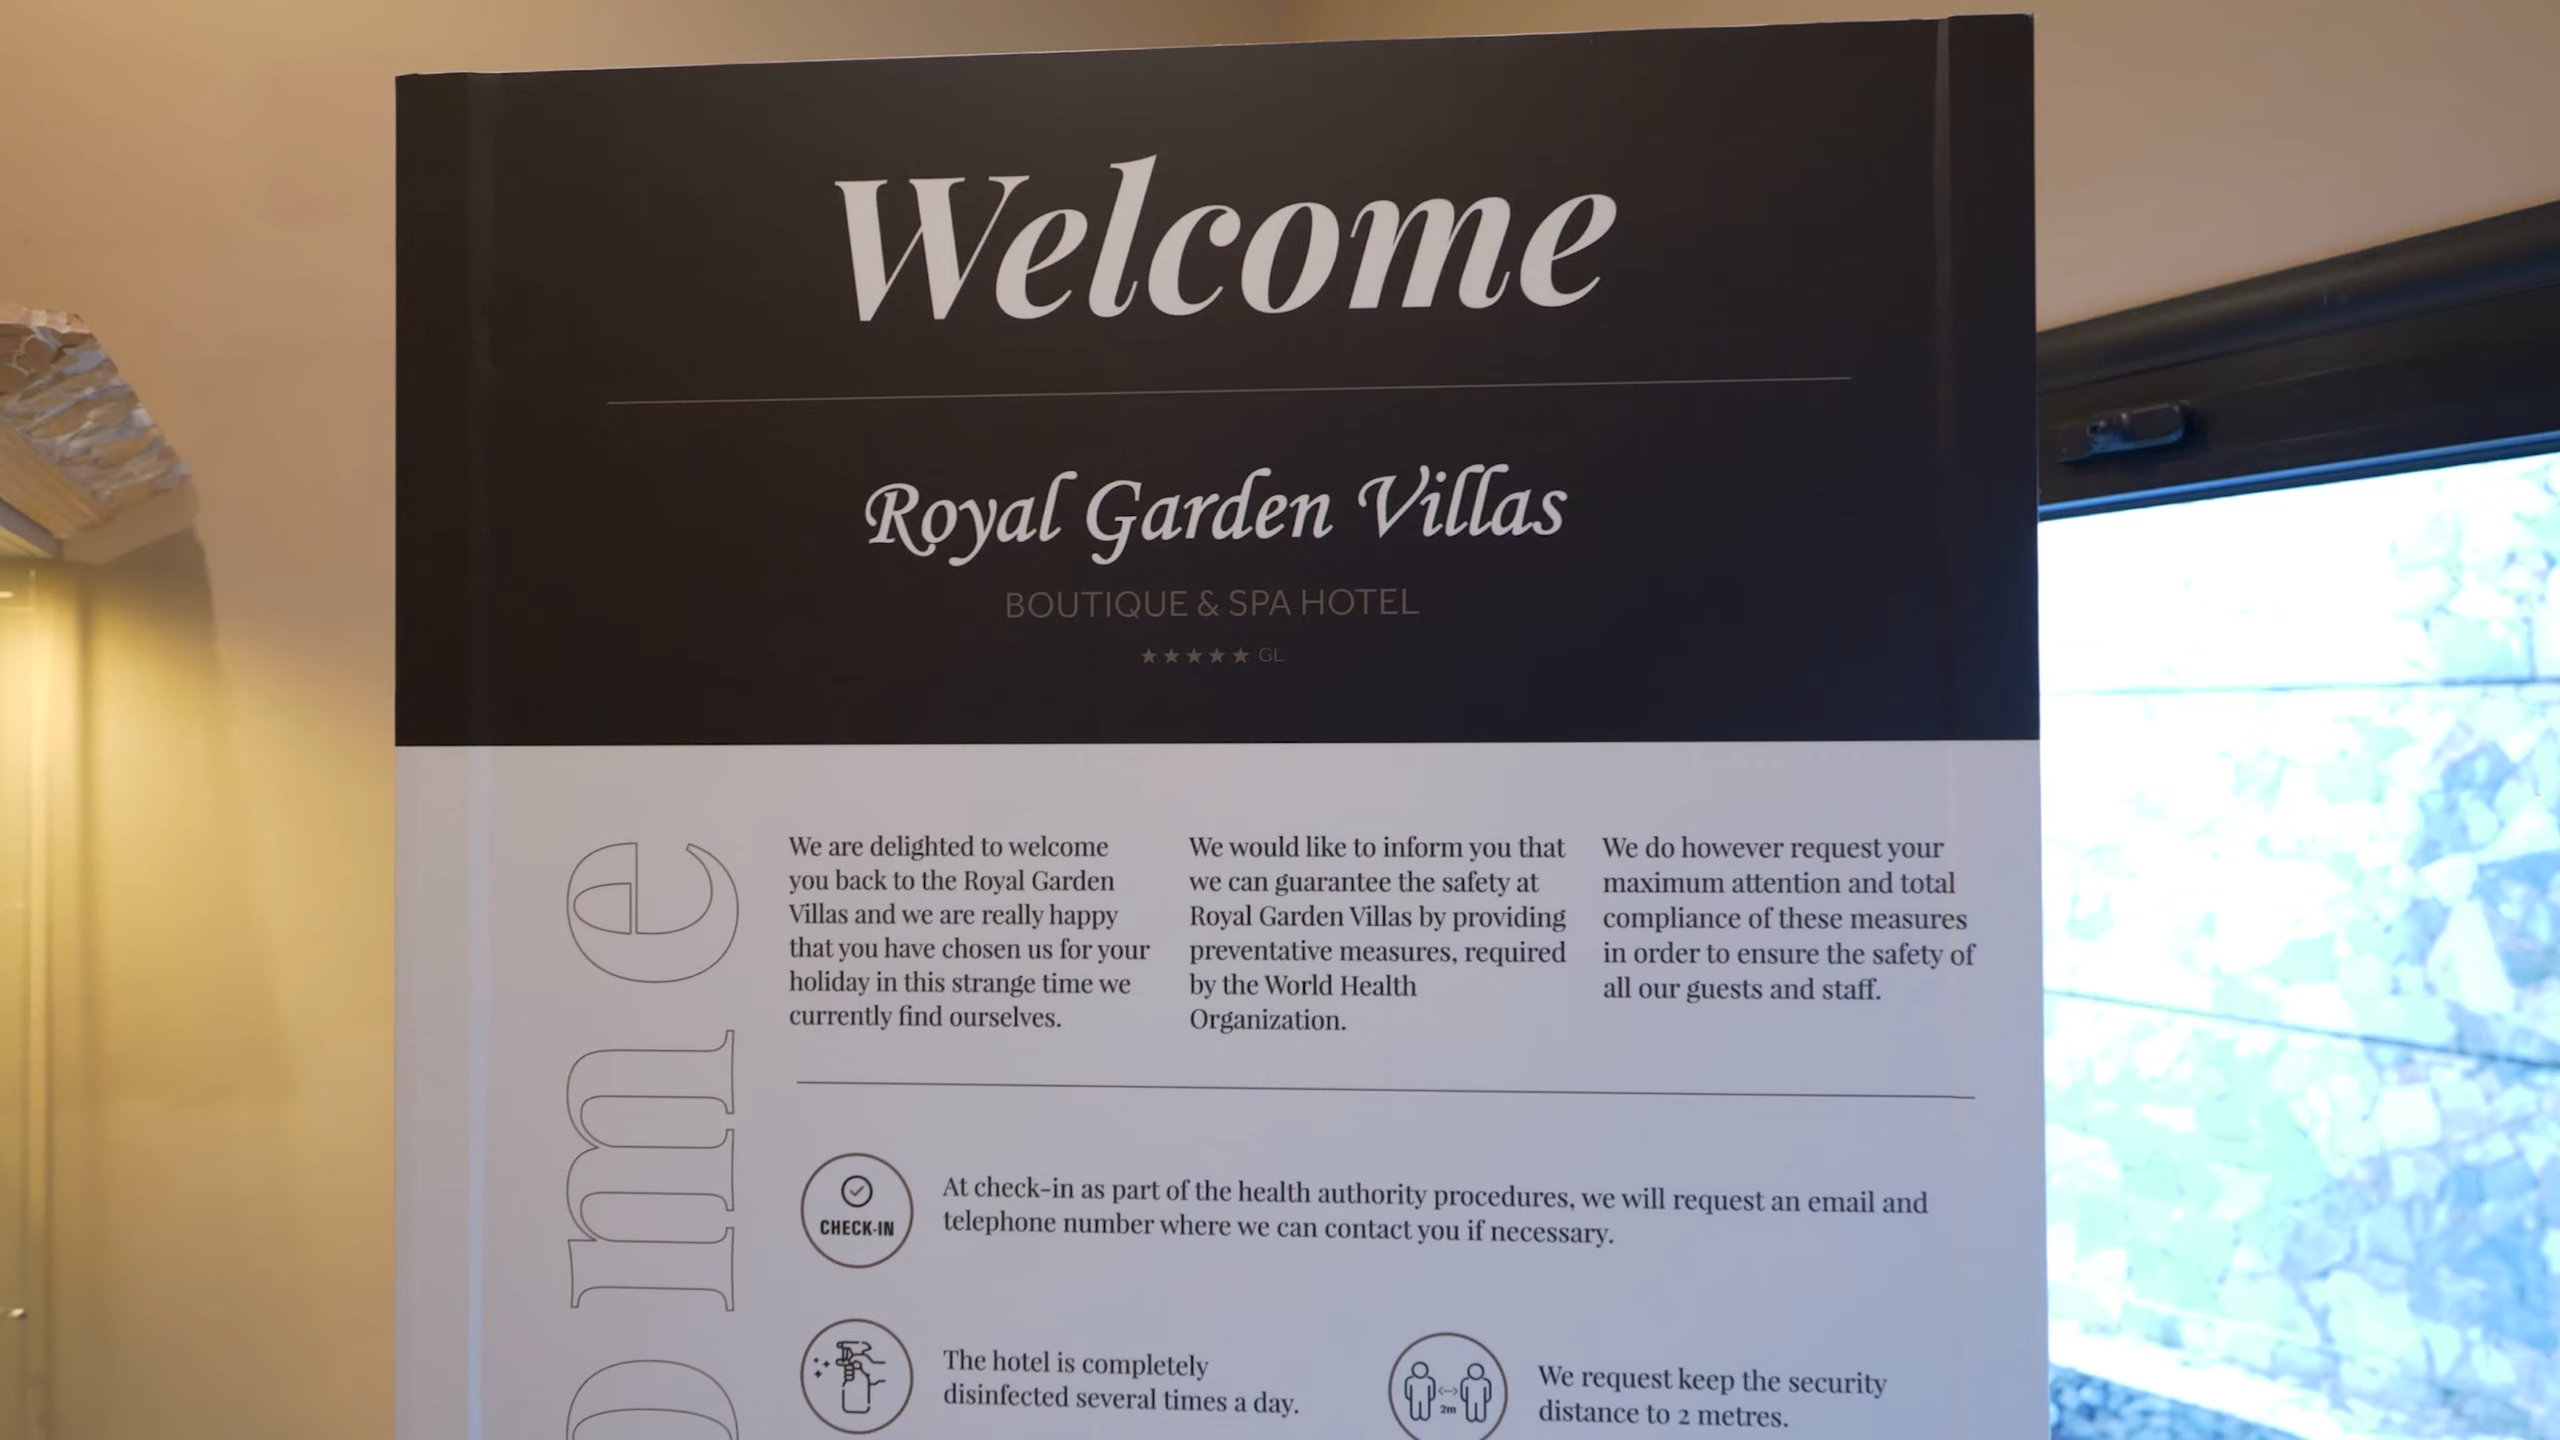 Welcome
Royal Garden Villas
BOUTIQUE & SPA HOTEL
★★★★★ GL
We are delighted to welcome
you back to the Royal Garden
Villas and we are really happy
that you have chosen us for your
holiday in this strange time we
currently find ourselves.
We would like to inform you that
we can guarantee the safety at
Royal Garden Villas by providing
preventative measures, required
by the World Health
Organization.
We do however request your
maximum attention and total
compliance of these measures
in order to ensure the safety of
all our guests and staff.
ome
CHECK-IN
At check-in as part of the health authority procedures, we will request an email and
telephone number where we can contact you if necessary.
The hotel is completely
disinfected several times a day.
2m
We request keep the security
distance to 2 metres.